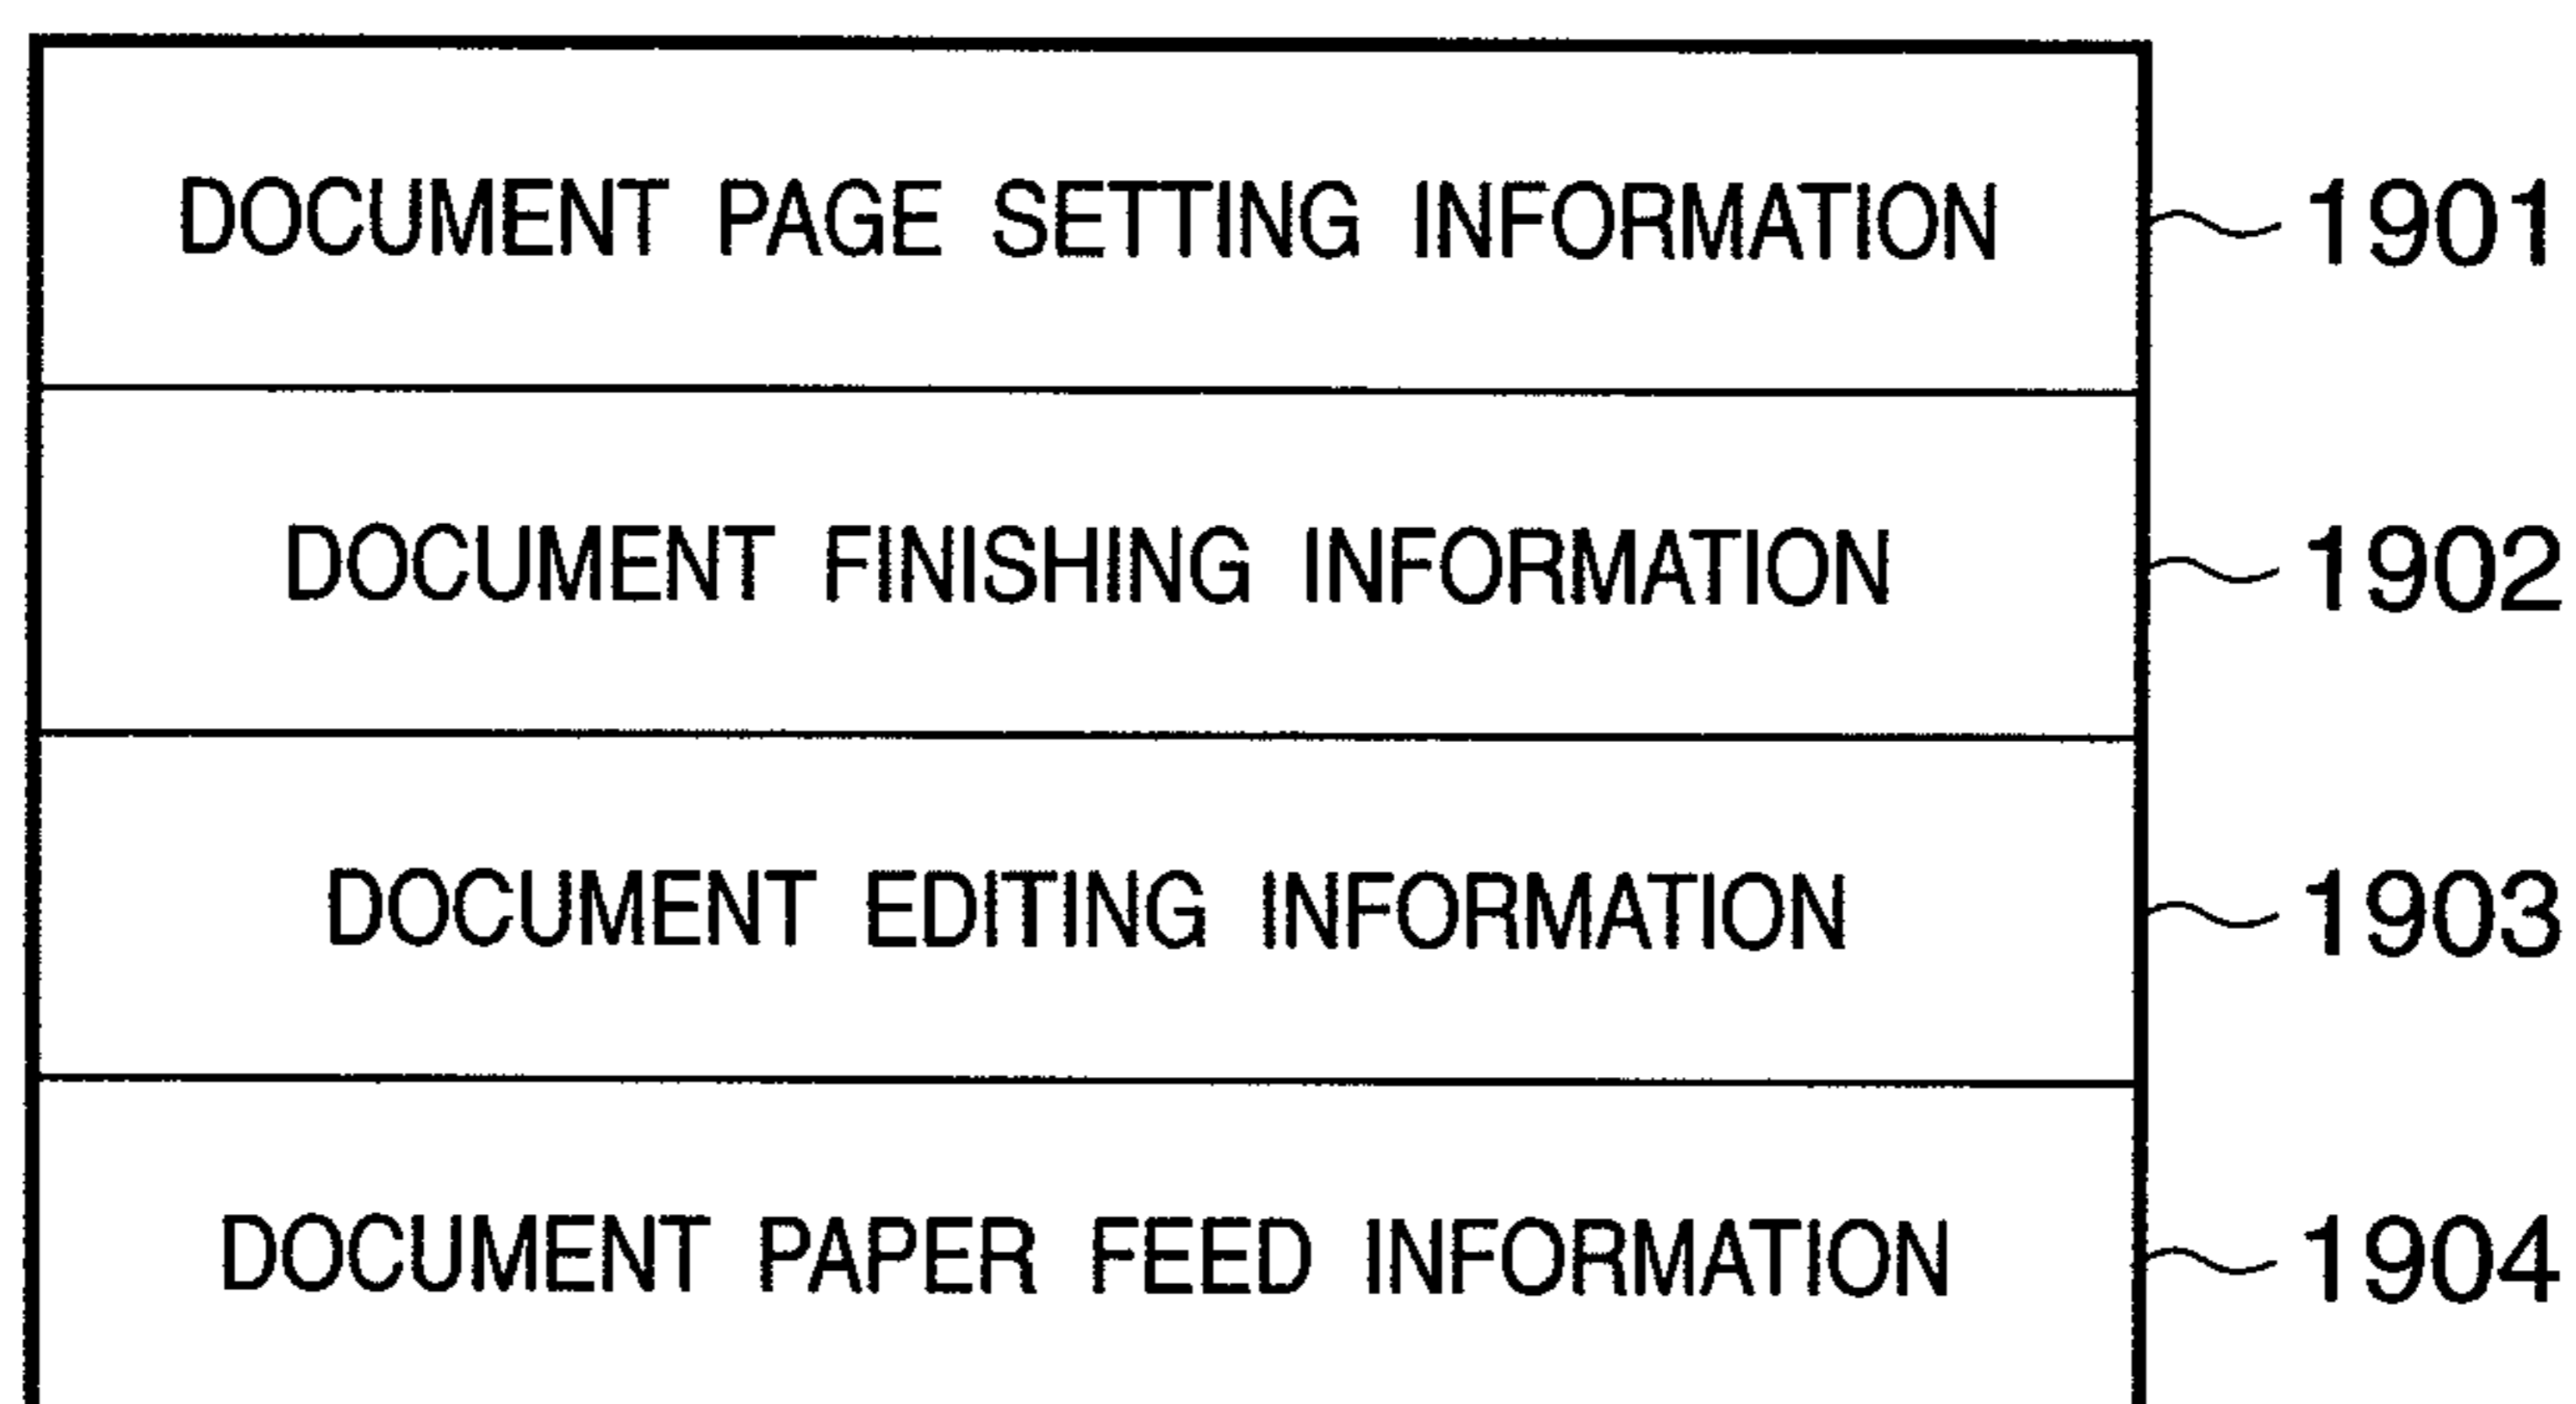 DOCUMENT PAGE SETTING INFORMATION 1901
DOCUMENT FINISHING INFORMATION 1902
DOCUMENT EDITING INFORMATION 1903
DOCUMENT PAPER FEED INFORMATION 1904